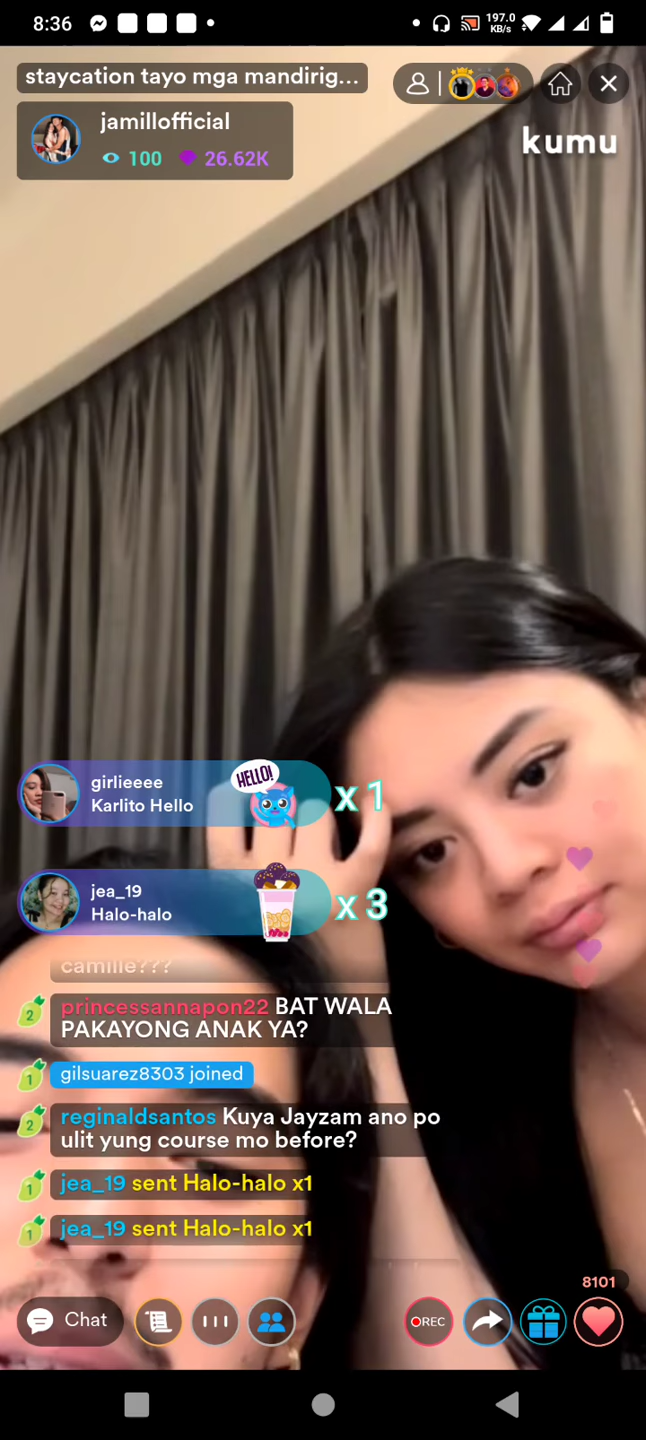 8:36
197.0
KB/s
staycation tayo mga mandirig...
jamillofficial
100
26.62K
kumu
HELLO!
girlieeee
Karlito Hello
x 1
jea_19
Halo-halo
x 3
camille???
2
princessannapon22 BAT WALA
PAKAYONG ANAK YA?
1
gilsuarez8303 joined
2
reginaldsantos Kuya Jayzam ano po
ulit yung course mo before?
1
jea_19 sent Halo-halo x1
1
jea_19 sent Halo-halo x1
8101
Chat
REC